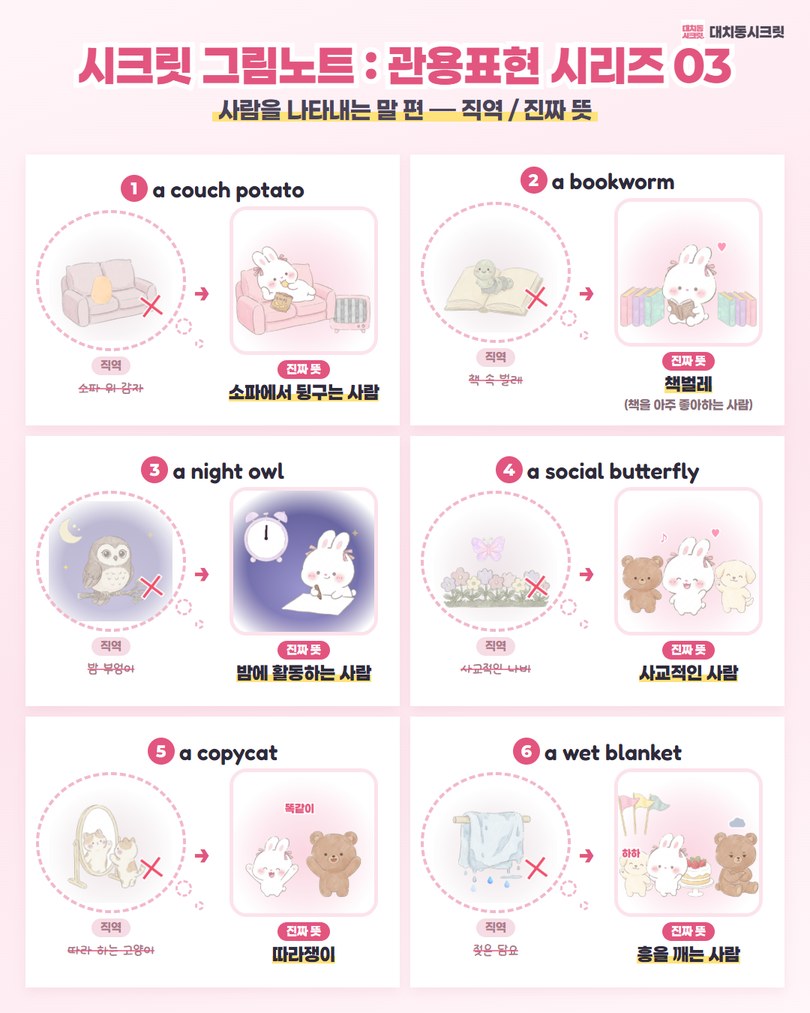 대치동
시크릿
대치동시크릿
시크릿 그림노트 : 관용표현 시리즈 03
사람을 나타내는 말 편 — 직역 / 진짜 뜻
1 a couch potato
직역
소파 위 감자
진짜 뜻
소파에서 뒹구는 사람
2 a bookworm
직역
책 속 벌레
진짜 뜻
책벌레
(책을 아주 좋아하는 사람)
3 a night owl
직역
밤 부엉이
진짜 뜻
밤에 활동하는 사람
4 a social butterfly
직역
사교적인 나비
진짜 뜻
사교적인 사람
5 a copycat
직역
따라 하는 고양이
똑같이
진짜 뜻
따라쟁이
6 a wet blanket
직역
젖은 담요
하하
진짜 뜻
흥을 깨는 사람